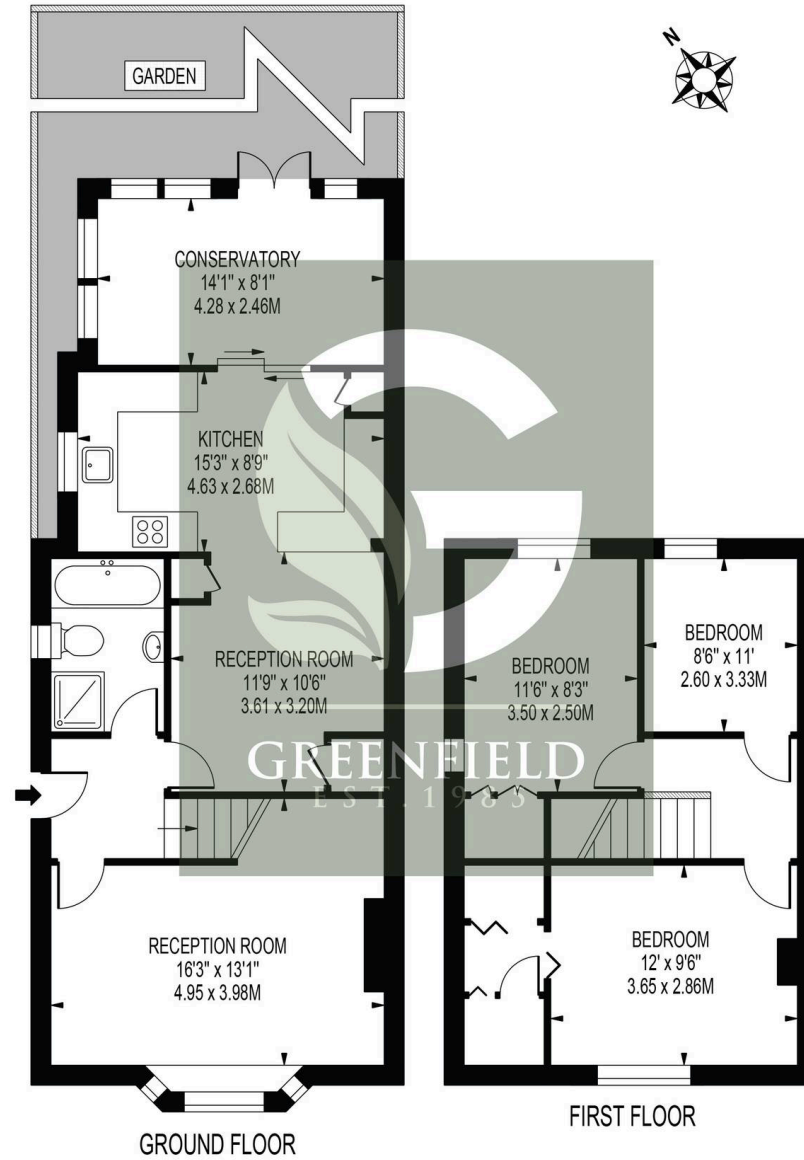 N
GARDEN
CONSERVATORY
14'1" x 8'1"
4.28 x 2.46M
KITCHEN
15'3" x 8'9"
4.63 x 2.68M
RECEPTION ROOM
11'9" x 10'6"
3.61 x 3.20M
BEDROOM
11'6" x 8'3"
3.50 x 2.50M
BEDROOM
8'6" x 11'
2.60 x 3.33M
GREENFIELD
EST. 1985
RECEPTION ROOM
16'3" x 13'1"
4.95 x 3.98M
BEDROOM
12' x 9'6"
3.65 x 2.86M
GROUND FLOOR
FIRST FLOOR